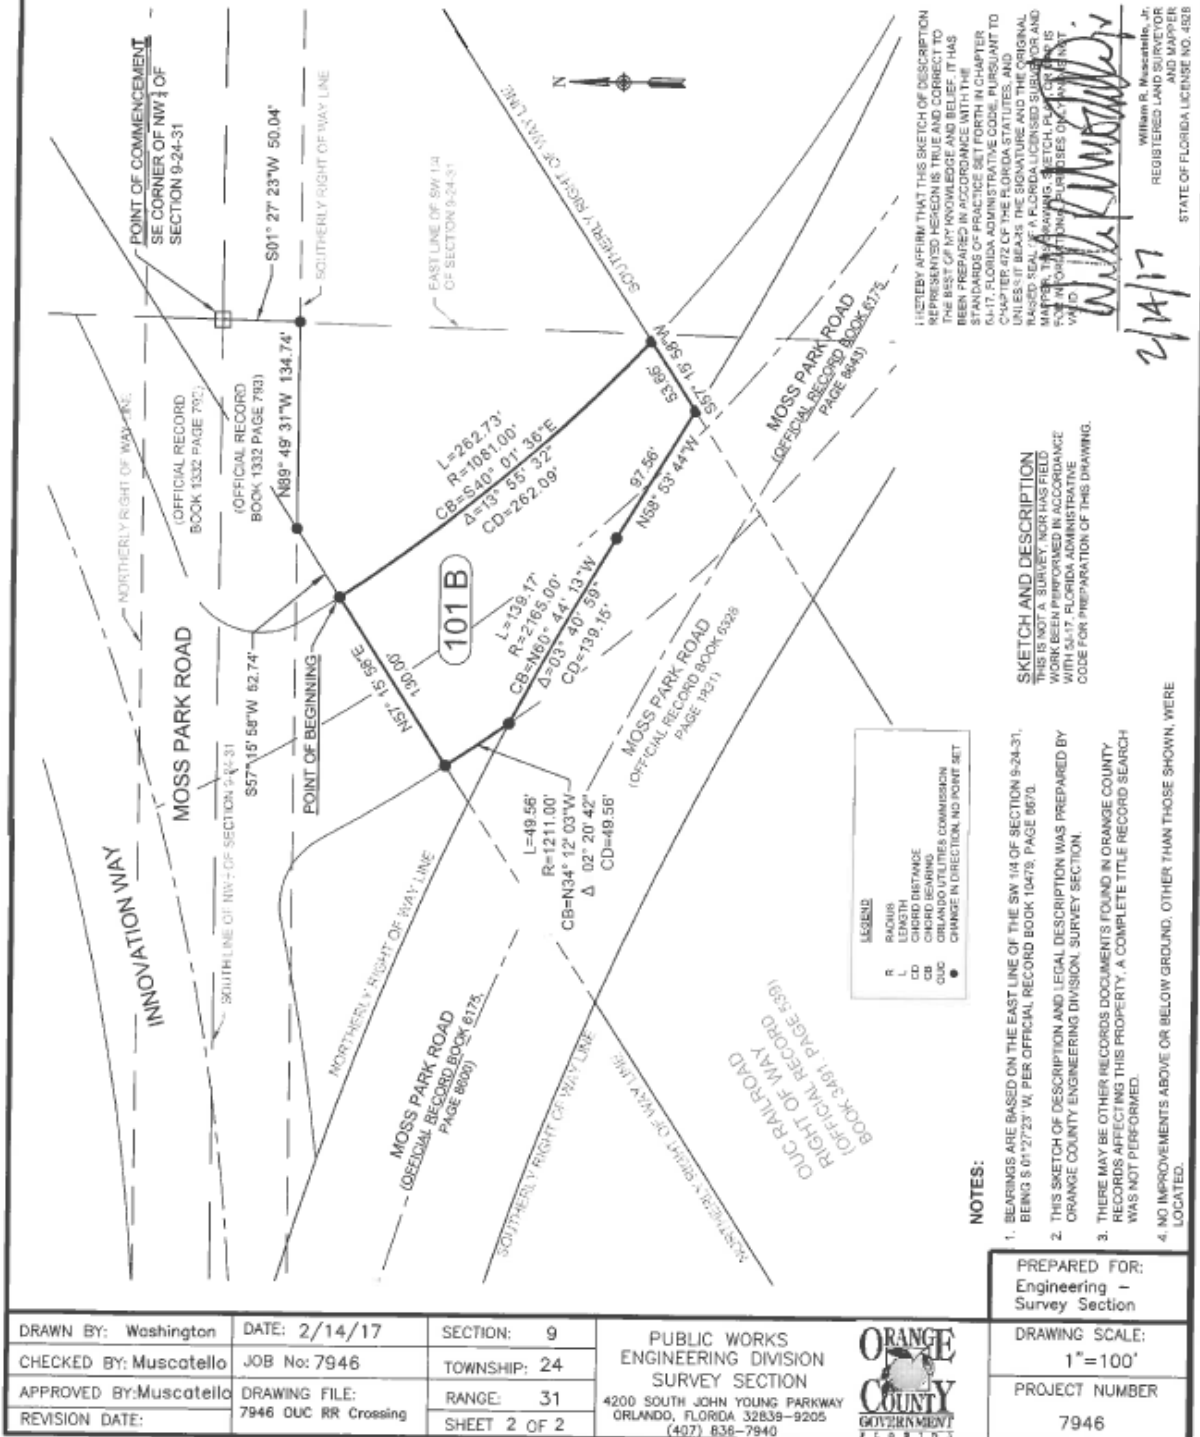 POINT OF COMMENCEMENT
SE CORNER OF NW ¼ OF
SECTION 9-24-31
S01° 27' 23"W 50.04'
SOUTHERLY RIGHT OF WAY LINE
EAST LINE OF SW 1/4
OF SECTION 9-24-31
NORTHERLY RIGHT OF WAY LINE
(OFFICIAL RECORD
BOOK 1332 PAGE 792)
(OFFICIAL RECORD
BOOK 1332 PAGE 793)
N89° 49' 31"W 134.74'
N
SOUTHERLY RIGHT OF WAY LINE
L=262.73'
R=1081.00'
CB=S40° 01' 36"E
Δ=13° 55' 32"
CD=262.09'
53.66'
S57° 15' 58"W
MOSS PARK ROAD
(OFFICIAL RECORD BOOK 6175,
PAGE 8643)
97.56'
N58° 53' 44"W
101 B
L=139.17'
R=2165.00'
CB=N60° 44' 13"W
Δ=03° 40' 59"
CD=139.15'
MOSS PARK ROAD
S57° 15' 58"W 52.74'
POINT OF BEGINNING
N57° 15' 58"E
130.00'
MOSS PARK ROAD
(OFFICIAL RECORD BOOK 6328
PAGE 1831)
INNOVATION WAY
SOUTH LINE OF NW ¼ OF SECTION 9-24-31
L=49.56'
R=1211.00'
CB=N34° 12' 03"W
Δ 02° 20' 42"
CD=49.56'
NORTHERLY RIGHT OF WAY LINE
MOSS PARK ROAD
(OFFICIAL RECORD BOOK 6175,
PAGE 8600)
SOUTHERLY RIGHT OF WAY LINE
NORTHERLY RIGHT OF WAY LINE
OUC RAILROAD
RIGHT OF WAY
(OFFICIAL RECORD
BOOK 3491, PAGE 539)
LEGEND
R RADIUS
L LENGTH
CD CHORD DISTANCE
CB CHORD BEARING
OUC ORLANDO UTILITIES COMMISSION
● CHANGE IN DIRECTION, NO POINT SET
I HEREBY AFFIRM THAT THIS SKETCH OF DESCRIPTION
REPRESENTED HEREON IS TRUE AND CORRECT TO
THE BEST OF MY KNOWLEDGE AND BELIEF. IT HAS
BEEN PREPARED IN ACCORDANCE WITH THE
STANDARDS OF PRACTICE SET FORTH IN CHAPTER
5J-17, FLORIDA ADMINISTRATIVE CODE, PURSUANT TO
CHAPTER 472 OF THE FLORIDA STATUTES, AND
UNLESS IT BEARS THE SIGNATURE AND THE ORIGINAL
RAISED SEAL OF A FLORIDA LICENSED SURVEYOR AND
MAPPER, THIS DRAWING, SKETCH, PLAT, OR MAP IS
FOR INFORMATIONAL PURPOSES ONLY AND IS NOT
VALID.
2/14/17
William R. Muscatello, Jr.
REGISTERED LAND SURVEYOR
AND MAPPER
STATE OF FLORIDA LICENSE NO. 4928
SKETCH AND DESCRIPTION
THIS IS NOT A SURVEY, NOR HAS FIELD
WORK BEEN PERFORMED IN ACCORDANCE
WITH 5J-17, FLORIDA ADMINISTRATIVE
CODE FOR PREPARATION OF THIS DRAWING.
NOTES:
1. BEARINGS ARE BASED ON THE EAST LINE OF THE SW 1/4 OF SECTION 9-24-31,
BEING S 01°27'23" W, PER OFFICIAL RECORD BOOK 10479, PAGE 8670.
2. THIS SKETCH OF DESCRIPTION AND LEGAL DESCRIPTION WAS PREPARED BY
ORANGE COUNTY ENGINEERING DIVISION, SURVEY SECTION.
3. THERE MAY BE OTHER RECORDS DOCUMENTS FOUND IN ORANGE COUNTY
RECORDS AFFECTING THIS PROPERTY, A COMPLETE TITLE RECORD SEARCH
WAS NOT PERFORMED.
4. NO IMPROVEMENTS ABOVE OR BELOW GROUND, OTHER THAN THOSE SHOWN, WERE
LOCATED.
PREPARED FOR:
Engineering –
Survey Section
DRAWN BY: Washington
DATE: 2/14/17
SECTION: 9
CHECKED BY: Muscatello
JOB No: 7946
TOWNSHIP: 24
APPROVED BY: Muscatello
DRAWING FILE:
7946 OUC RR Crossing
RANGE: 31
REVISION DATE:
SHEET 2 OF 2
PUBLIC WORKS
ENGINEERING DIVISION
SURVEY SECTION
4200 SOUTH JOHN YOUNG PARKWAY
ORLANDO, FLORIDA 32839-9205
(407) 836-7940
ORANGE
COUNTY
GOVERNMENT
FLORIDA
DRAWING SCALE:
1"=100'
PROJECT NUMBER
7946